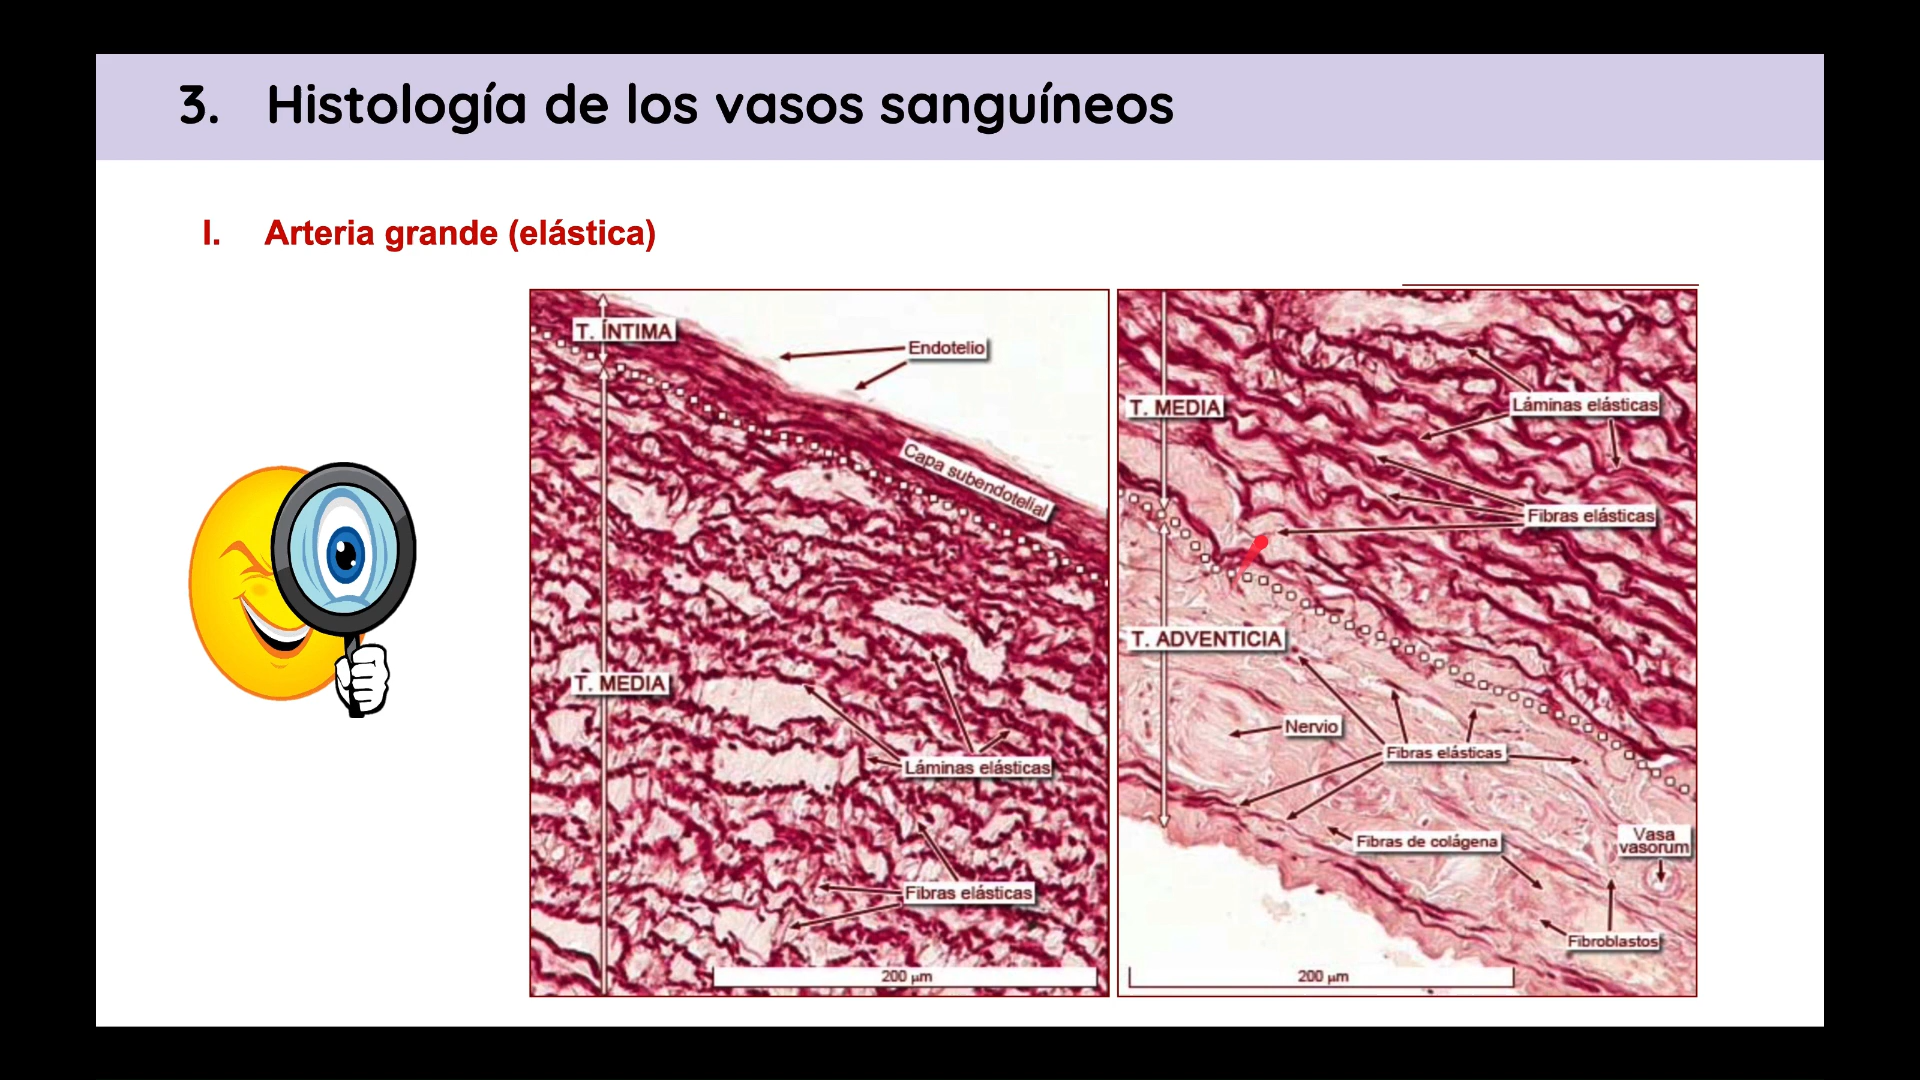 3. Histología de los vasos sanguíneos
I. Arteria grande (elástica)
T. ÍNTIMA
Endotelio
Capa subendotelial
T. MEDIA
Láminas elásticas
Fibras elásticas
200 µm
T. MEDIA
Láminas elásticas
Fibras elásticas
T. ADVENTICIA
Nervio
Fibras elásticas
Fibras de colágena
Vasa
vasorum
Fibroblastos
200 µm